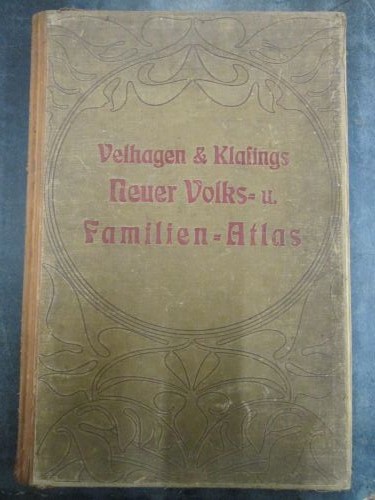 Velhagen & Klaſings
Neuer Volks- u.
Familien-Atlas